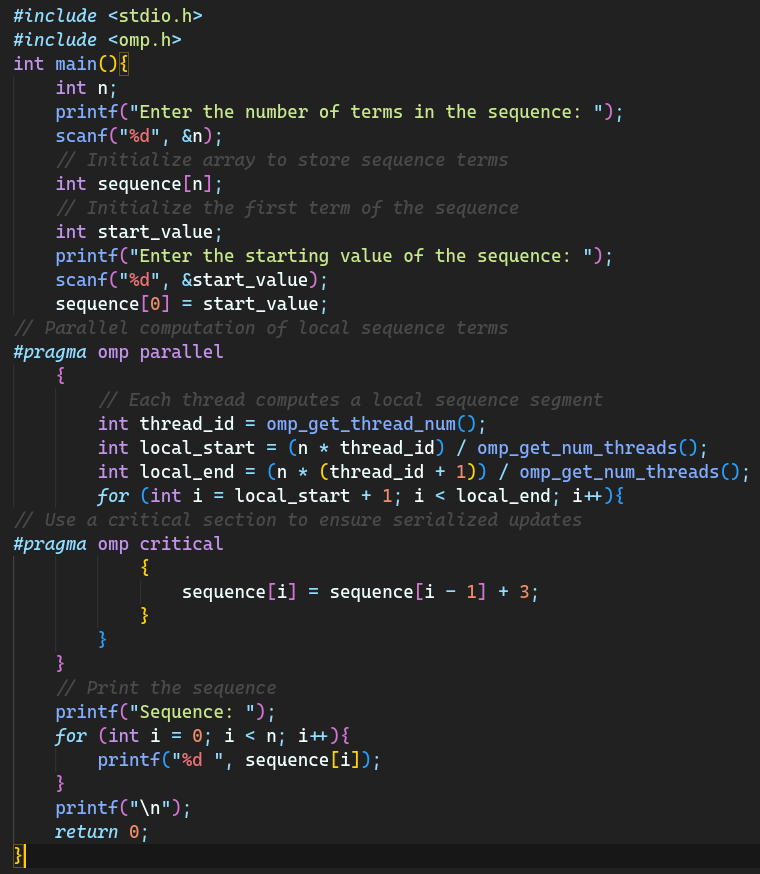 #include <stdio.h>
#include <omp.h>
int main(){
    int n;
    printf("Enter the number of terms in the sequence: ");
    scanf("%d", &n);
    // Initialize array to store sequence terms
    int sequence[n];
    // Initialize the first term of the sequence
    int start_value;
    printf("Enter the starting value of the sequence: ");
    scanf("%d", &start_value);
    sequence[0] = start_value;
// Parallel computation of local sequence terms
#pragma omp parallel
    {
        // Each thread computes a local sequence segment
        int thread_id = omp_get_thread_num();
        int local_start = (n * thread_id) / omp_get_num_threads();
        int local_end = (n * (thread_id + 1)) / omp_get_num_threads();
        for (int i = local_start + 1; i < local_end; i++){
// Use a critical section to ensure serialized updates
#pragma omp critical
            {
                sequence[i] = sequence[i - 1] + 3;
            }
        }
    }
    // Print the sequence
    printf("Sequence: ");
    for (int i = 0; i < n; i++){
        printf("%d ", sequence[i]);
    }
    printf("\n");
    return 0;
}